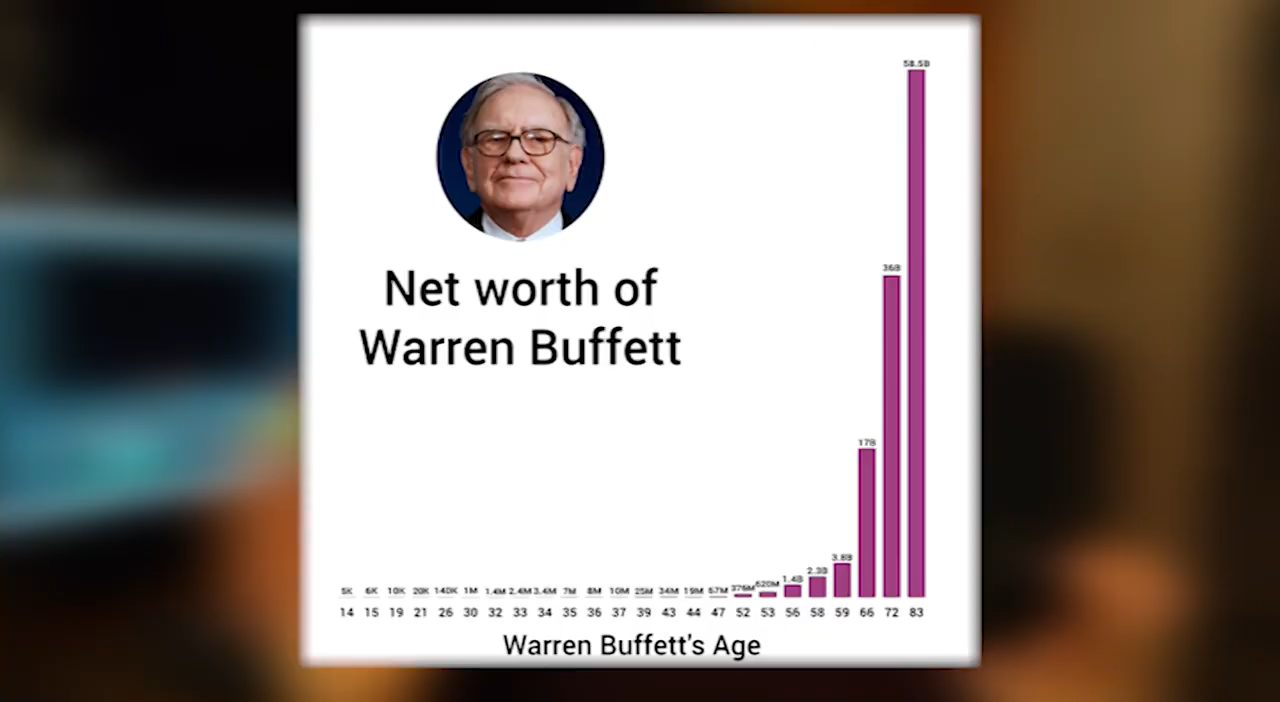 58.5B
36B
Net worth of
Warren Buffett
17B
3.8B
2.3B
5K 6K 10K 20K 140K 1M 1.4M 2.4M 3.4M 7M 8M 10M 25M 34M 19M 67M 376M 620M 1.4B
14 15 19 21 26 30 32 33 34 35 36 37 39 43 44 47 52 53 56 58 59 66 72 83
Warren Buffett's Age